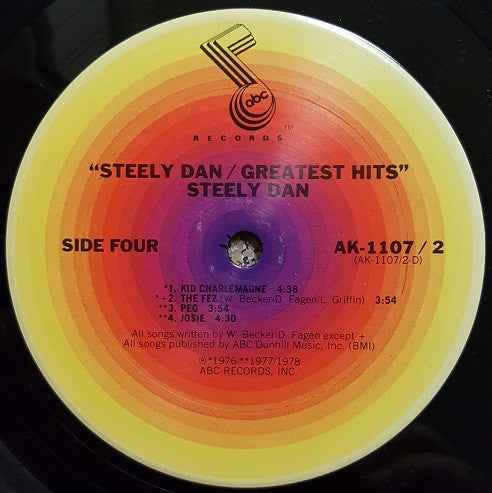 abc
RECORDS
™
"STEELY DAN / GREATEST HITS"
STEELY DAN
SIDE FOUR
AK-1107 / 2
(AK-1107/2-D)
*1. KID CHARLEMAGNE 4:38
*+2. THE FEZ (W. Becker/D. Fagen/L. Griffin) 3:54
**3. PEG 3:54
**4. JOSIE 4:30
All songs written by W. Becker/D. Fagen except +
All songs published by ABC/Dunhill Music, Inc. (BMI)
℗*1976/**1977/1978
ABC RECORDS, INC.